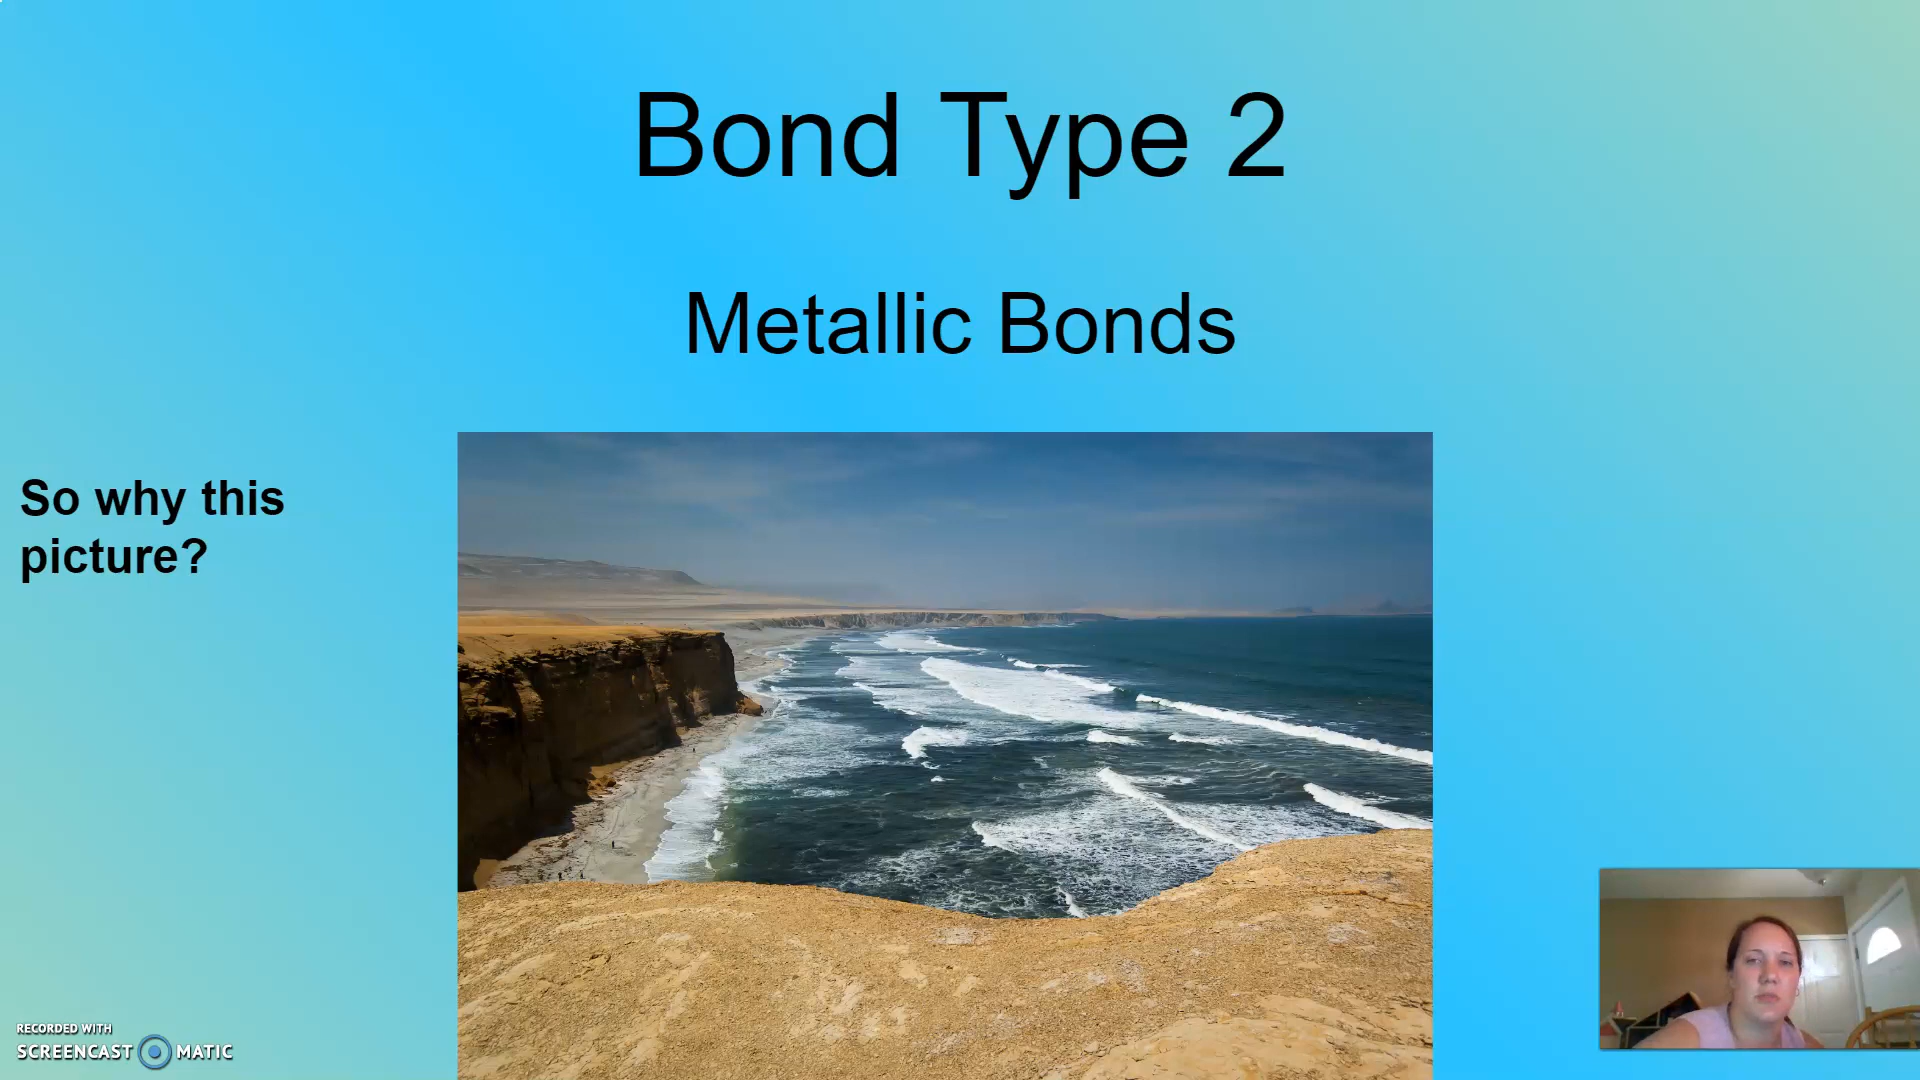 Bond Type 2
Metallic Bonds
So why this
picture?
RECORDED WITH
SCREENCAST MATIC